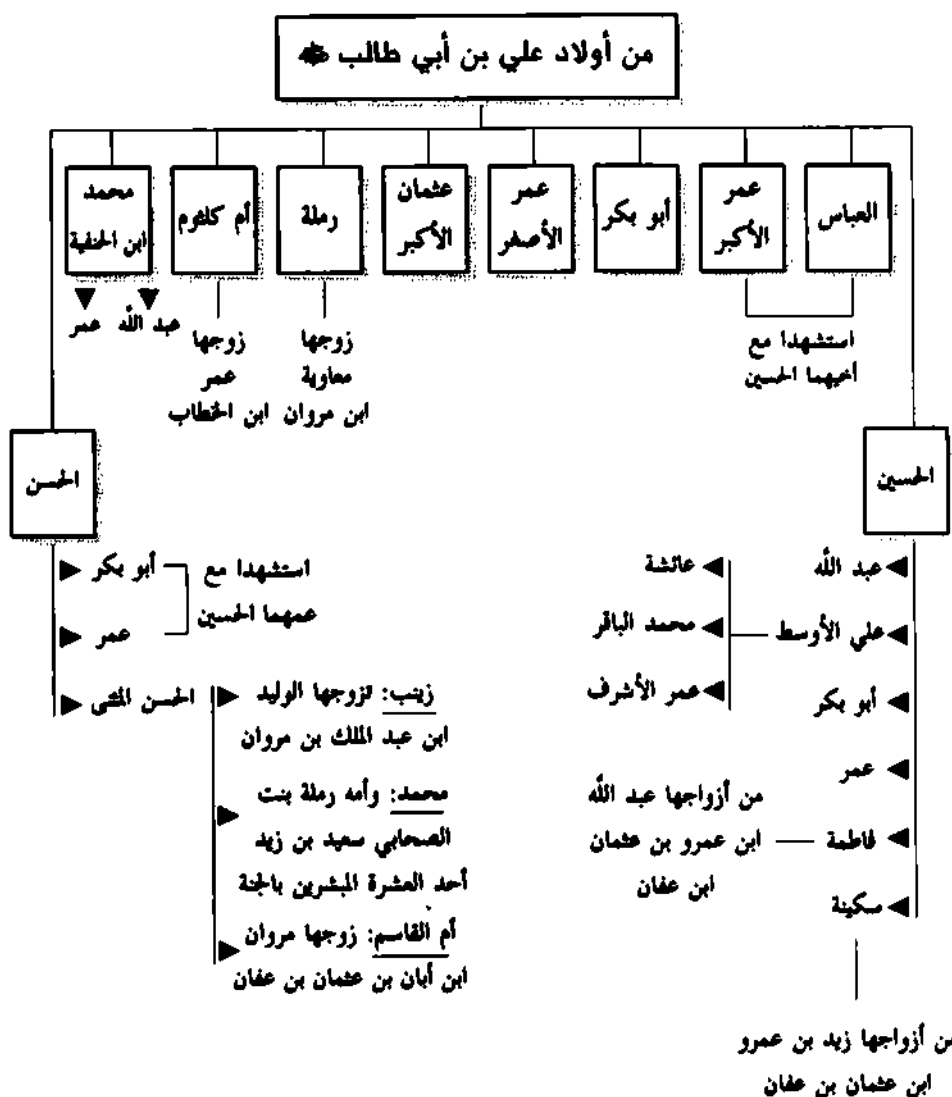 من أولاد علي بن أبي طالب ﵁
العباس
عمر
الأكبر
أبو بكر
عمر
الأصغر
عثمان
الأكبر
رملة
أم كلثوم
محمد
ابن الحنفية
استشهدا مع
أخيهما الحسين
زوجها
معاوية
ابن مروان
زوجها
عمر
ابن الخطاب
عبد الله
عمر
الحسين
عبد الله
علي الأوسط
أبو بكر
عمر
فاطمة
سكينة
عائشة
محمد الباقر
عمر الأشرف
من أزواجها عبد الله
ابن عمرو بن عثمان
ابن عفان
من أزواجها زيد بن عمرو
ابن عثمان بن عفان
الحسن
أبو بكر
عمر
الحسن المثنى
استشهدا مع
عمهما الحسين
زينب: تزوجها الوليد
ابن عبد الملك بن مروان
محمد: وأمه رملة بنت
الصحابي سعيد بن زيد
أحد العشرة المبشرين بالجنة
أم القاسم: زوجها مروان
ابن أبان بن عثمان بن عفان